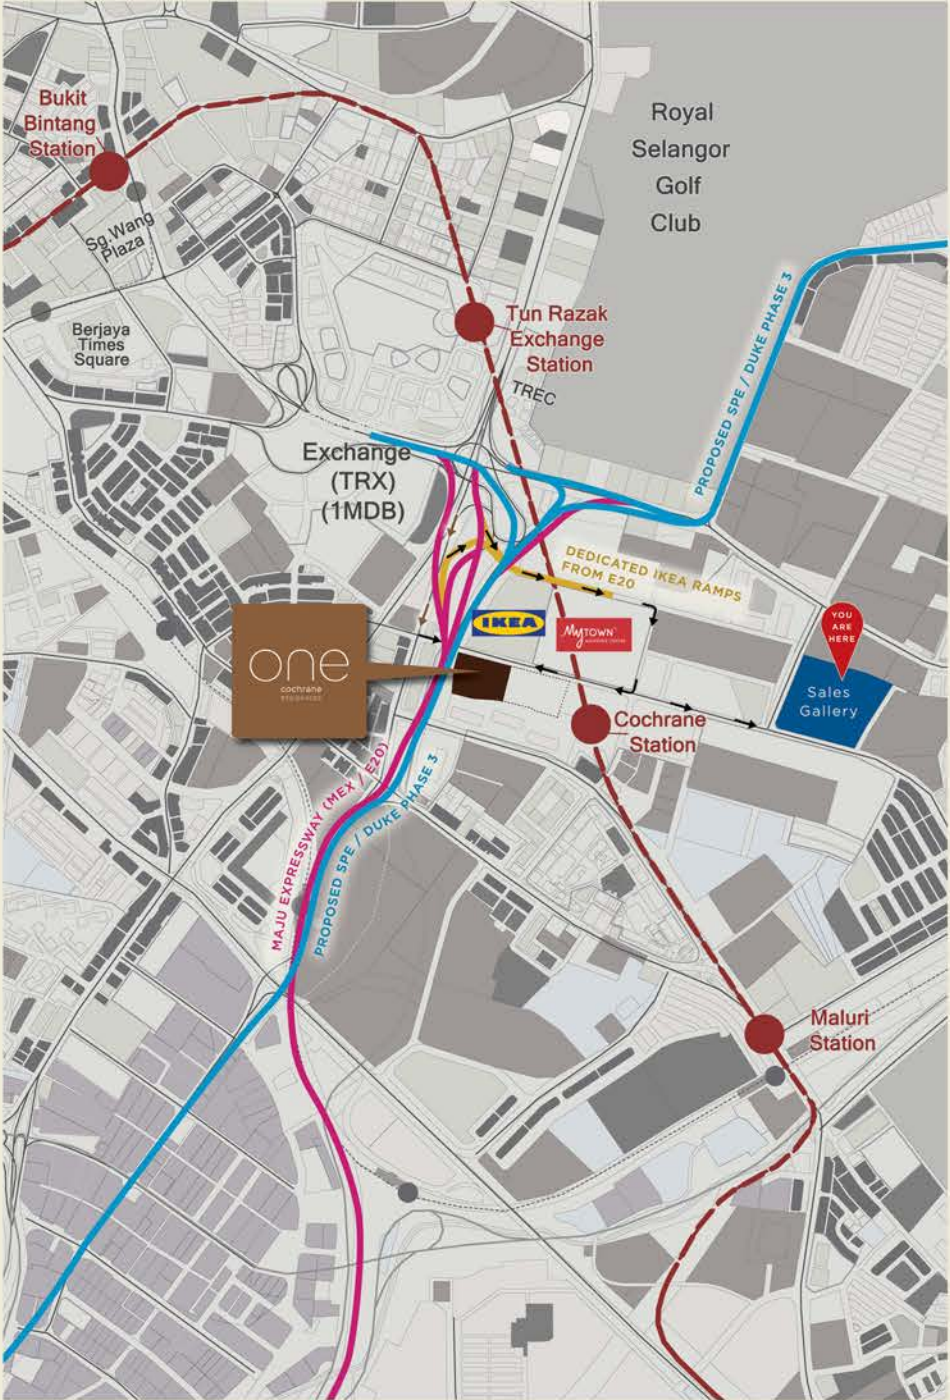 Bukit
Bintang
Station
Royal
Selangor
Golf
Club
Sg.Wang
Plaza
Berjaya
Times
Square
Tun Razak
Exchange
Station
TREC
PROPOSED SPE / DUKE PHASE 3
Exchange
(TRX)
(1MDB)
DEDICATED IKEA RAMPS
FROM E20
IKEA
MyTOWN
YOU
ARE
HERE
one
cochrane
Sales
Gallery
Cochrane
Station
MAJU EXPRESSWAY (MEX / E20)
PROPOSED SPE / DUKE PHASE 3
Maluri
Station